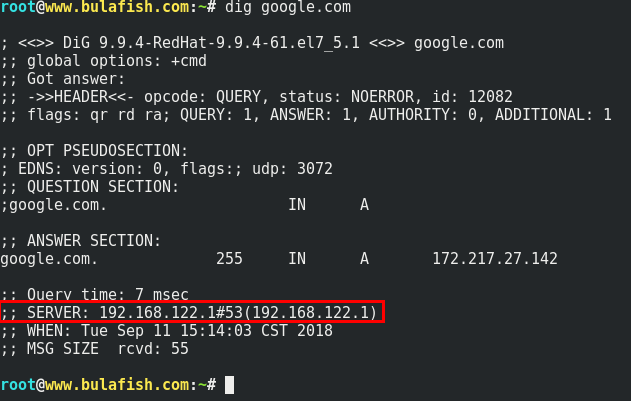 root@www.bulafish.com:~# dig google.com
; <<>> DiG 9.9.4-RedHat-9.9.4-61.el7_5.1 <<>> google.com
;; global options: +cmd
;; Got answer:
;; ->>HEADER<<- opcode: QUERY, status: NOERROR, id: 12082
;; flags: qr rd ra; QUERY: 1, ANSWER: 1, AUTHORITY: 0, ADDITIONAL: 1
;; OPT PSEUDOSECTION:
; EDNS: version: 0, flags:; udp: 3072
;; QUESTION SECTION:
;google.com. IN A
;; ANSWER SECTION:
google.com. 255 IN A 172.217.27.142
;; Query time: 7 msec
;; SERVER: 192.168.122.1#53(192.168.122.1)
;; WHEN: Tue Sep 11 15:14:03 CST 2018
;; MSG SIZE rcvd: 55
root@www.bulafish.com:~#